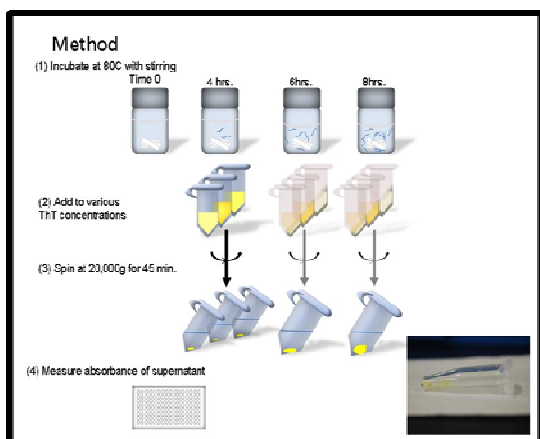 Method
(1) Incubate at 80C with stirring
Time 0
4 hrs.
6hrs.
8hrs.
(2) Add to various
ThT concentrations
(3) Spin at 20,000g for 45 min.
(4) Measure absorbance of supernatant